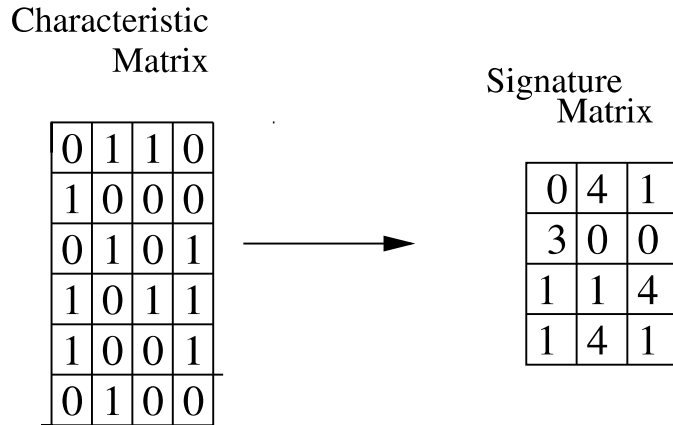 Characteristic
Matrix
Signature
Matrix
0 1 1 0
1 0 0 0
0 1 0 1
1 0 1 1
1 0 0 1
0 1 0 0
0 4 1
3 0 0
1 1 4
1 4 1